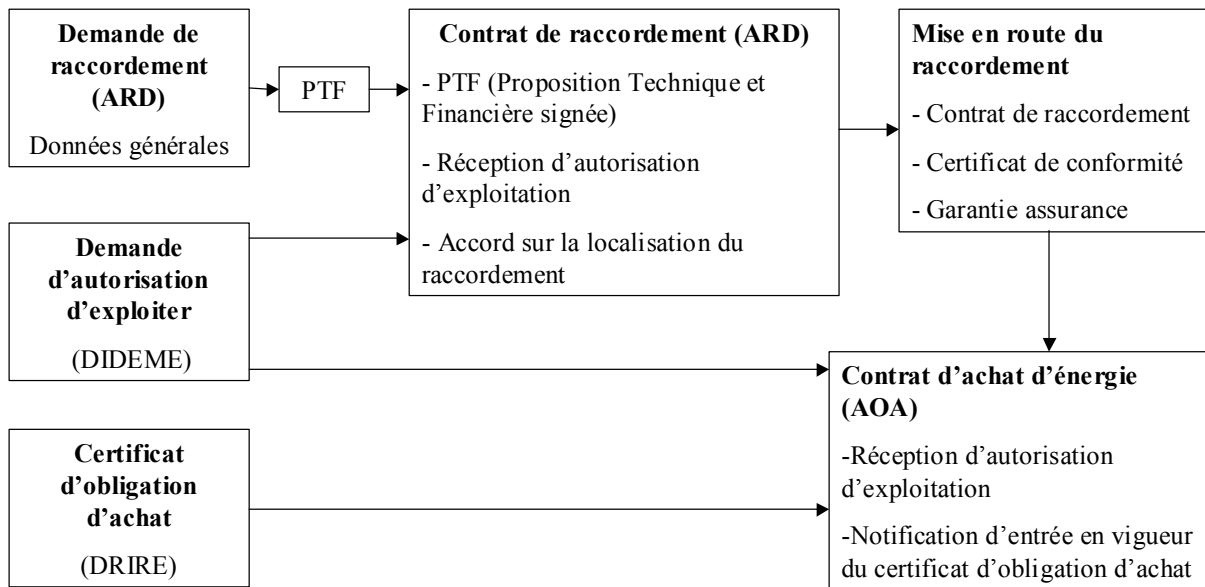 Demande de
raccordement
(ARD)
Données générales
PTF
Contrat de raccordement (ARD)
- PTF (Proposition Technique et
Financière signée)
- Réception d’autorisation
d’exploitation
- Accord sur la localisation du
raccordement
Mise en route du
raccordement
- Contrat de raccordement
- Certificat de conformité
- Garantie assurance
Demande
d’autorisation
d’exploiter
(DIDEME)
Certificat
d’obligation
d’achat
(DRIRE)
Contrat d’achat d’énergie
(AOA)
-Réception d’autorisation
d’exploitation
-Notification d’entrée en vigueur
du certificat d’obligation d’achat